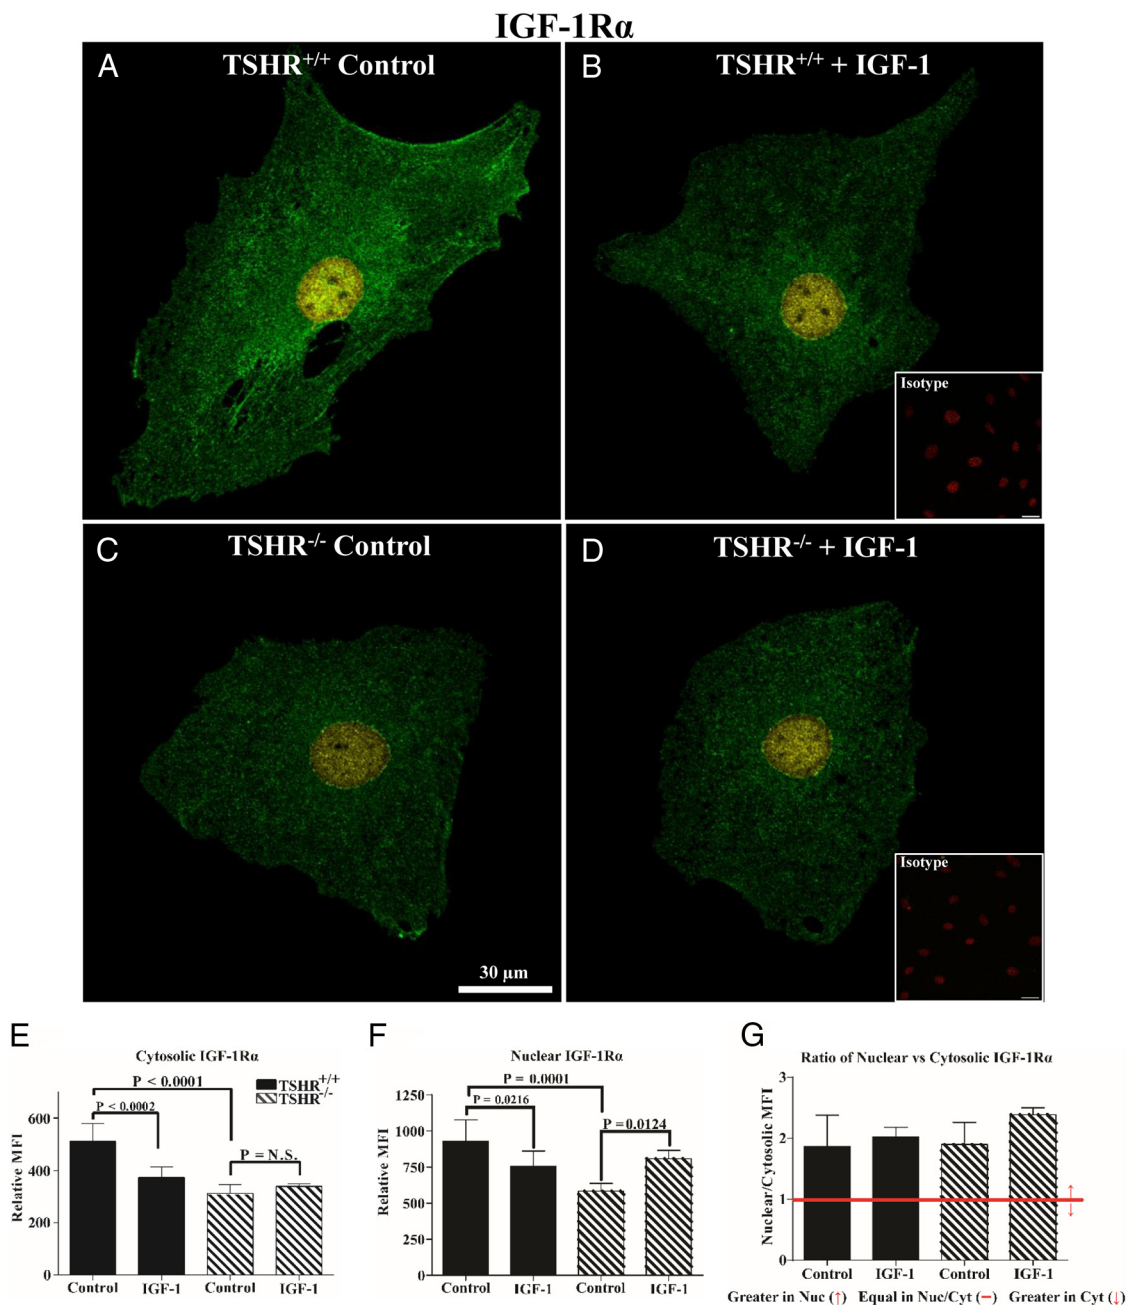 IGF-1Rα
A
TSHR+/+ Control
B
TSHR+/+ + IGF-1
Isotype
C
TSHR-/- Control
30 µm
D
TSHR-/- + IGF-1
Isotype
E
Cytosolic IGF-1Rα
P < 0.0001
TSHR+/+
TSHR-/-
P < 0.0002
P = N.S.
Relative MFI
600
400
200
0
Control
IGF-1
Control
IGF-1
F
Nuclear IGF-1Rα
P = 0.0001
P = 0.0216
P = 0.0124
Relative MFI
1250
1000
750
500
250
0
Control
IGF-1
Control
IGF-1
G
Ratio of Nuclear vs Cytosolic IGF-1Rα
Nuclear/Cytosolic MFI
3
2
1
0
↑
↓
Control
IGF-1
Control
IGF-1
Greater in Nuc (↑) Equal in Nuc/Cyt (−) Greater in Cyt (↓)